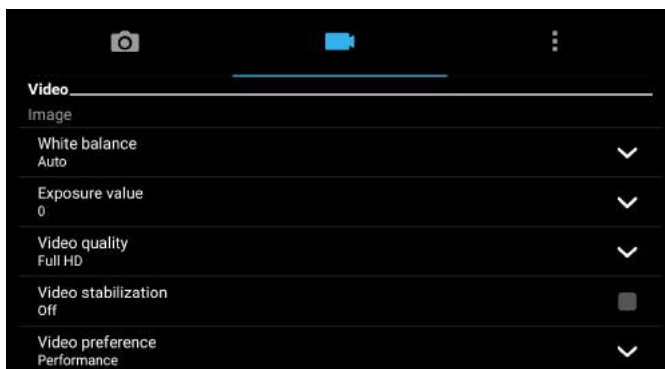 Video
Image
White balance
Auto
Exposure value
0
Video quality
Full HD
Video stabilization
Off
Video preference
Performance